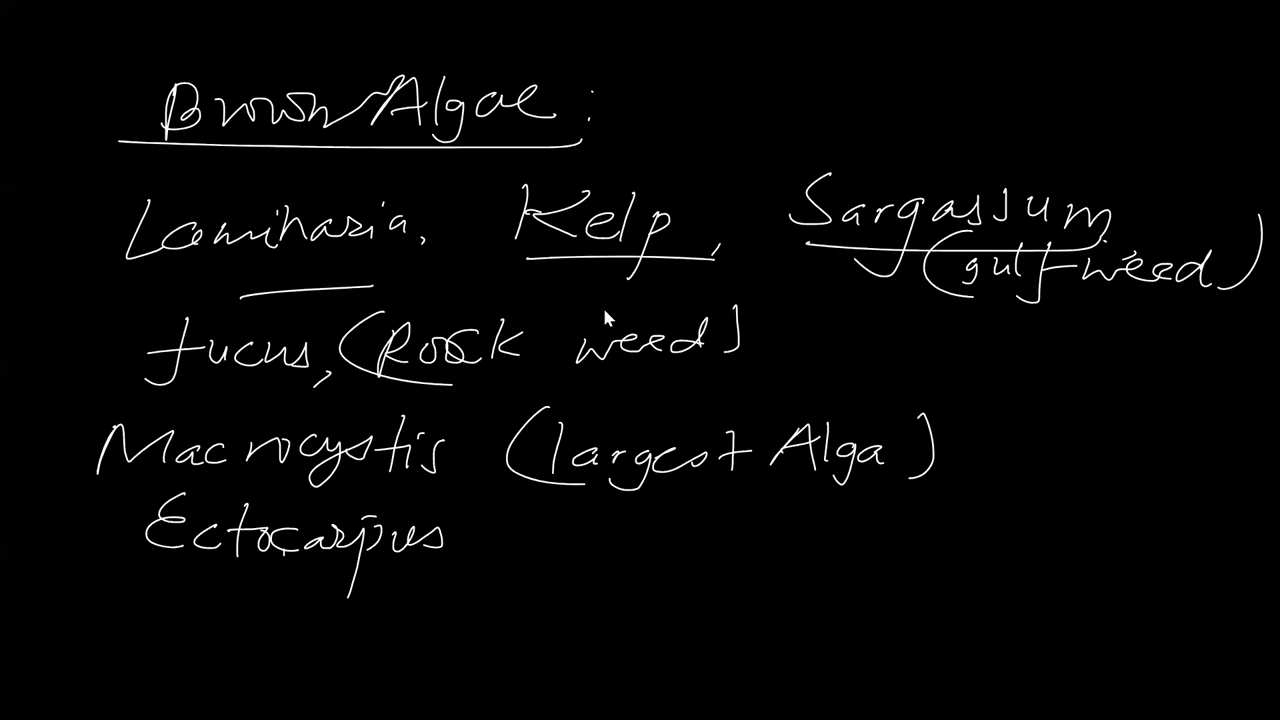 Brown Algae:
Laminaria, Kelp, Sargassum
(gulf weed)
fucus, (Rock weed)
Macrocystis (largest Alga)
Ectocarpus